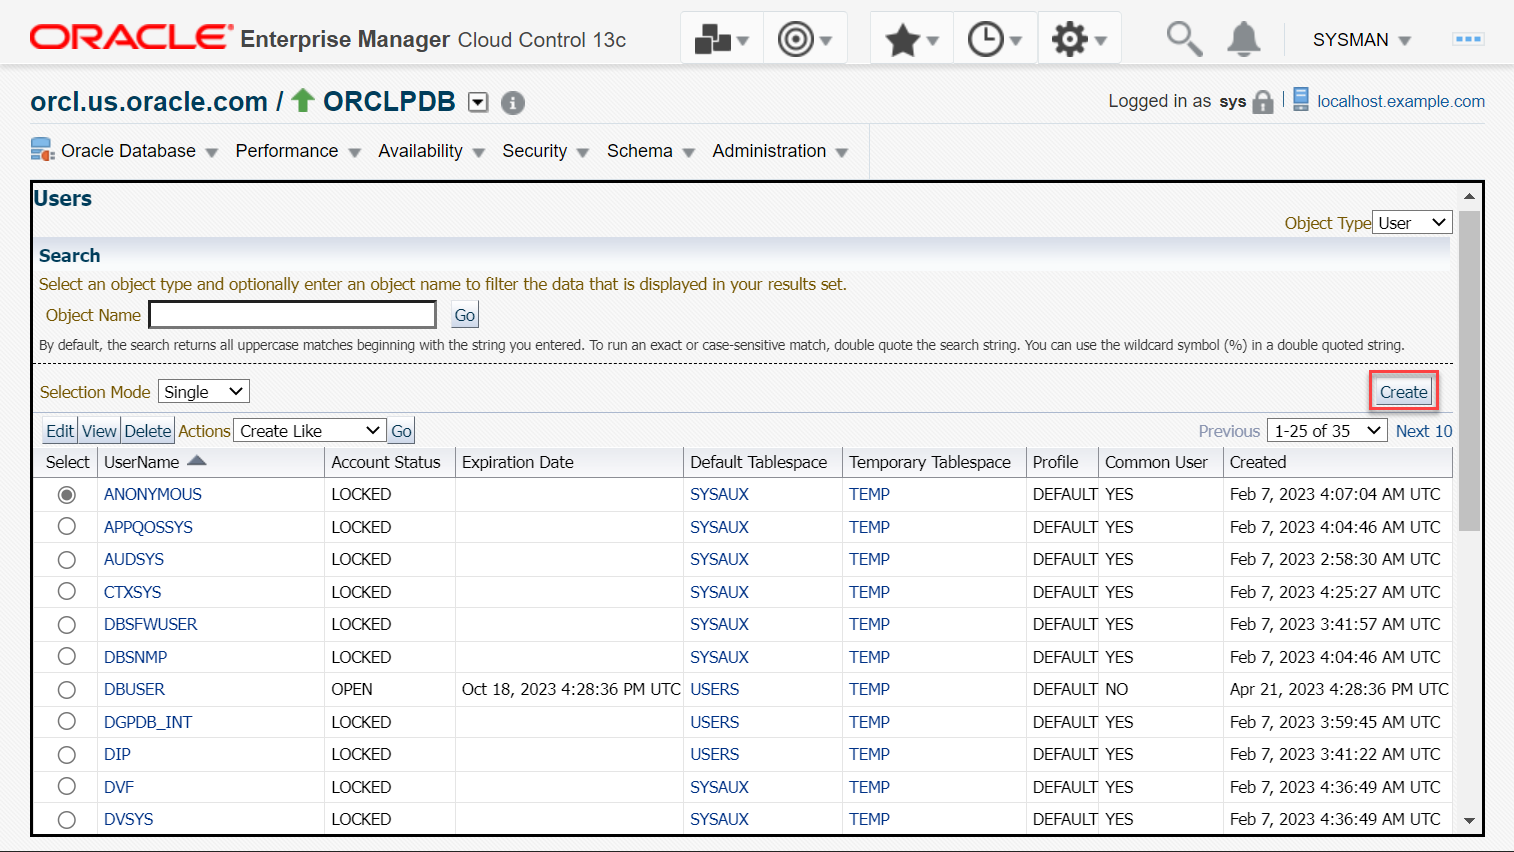 ORACLE Enterprise Manager Cloud Control 13c SYSMAN
orcl.us.oracle.com / ORCLPDB Logged in as sys localhost.example.com
Oracle Database Performance Availability Security Schema Administration
Users
Object Type User
Search
Select an object type and optionally enter an object name to filter the data that is displayed in your results set.
Object Name Go
By default, the search returns all uppercase matches beginning with the string you entered. To run an exact or case-sensitive match, double quote the search string. You can use the wildcard symbol (%) in a double quoted string.
Selection Mode Single Create
Edit View Delete Actions Create Like Go Previous 1-25 of 35 Next 10
Select UserName Account Status Expiration Date Default Tablespace Temporary Tablespace Profile Common User Created
ANONYMOUS LOCKED SYSAUX TEMP DEFAULT YES Feb 7, 2023 4:07:04 AM UTC
APPQOSSYS LOCKED SYSAUX TEMP DEFAULT YES Feb 7, 2023 4:04:46 AM UTC
AUDSYS LOCKED SYSAUX TEMP DEFAULT YES Feb 7, 2023 2:58:30 AM UTC
CTXSYS LOCKED SYSAUX TEMP DEFAULT YES Feb 7, 2023 4:25:27 AM UTC
DBSFWUSER LOCKED SYSAUX TEMP DEFAULT YES Feb 7, 2023 3:41:57 AM UTC
DBSNMP LOCKED SYSAUX TEMP DEFAULT YES Feb 7, 2023 4:04:46 AM UTC
DBUSER OPEN Oct 18, 2023 4:28:36 PM UTC USERS TEMP DEFAULT NO Apr 21, 2023 4:28:36 PM UTC
DGPDB_INT LOCKED USERS TEMP DEFAULT YES Feb 7, 2023 3:59:45 AM UTC
DIP LOCKED USERS TEMP DEFAULT YES Feb 7, 2023 3:41:22 AM UTC
DVF LOCKED SYSAUX TEMP DEFAULT YES Feb 7, 2023 4:36:49 AM UTC
DVSYS LOCKED SYSAUX TEMP DEFAULT YES Feb 7, 2023 4:36:49 AM UTC